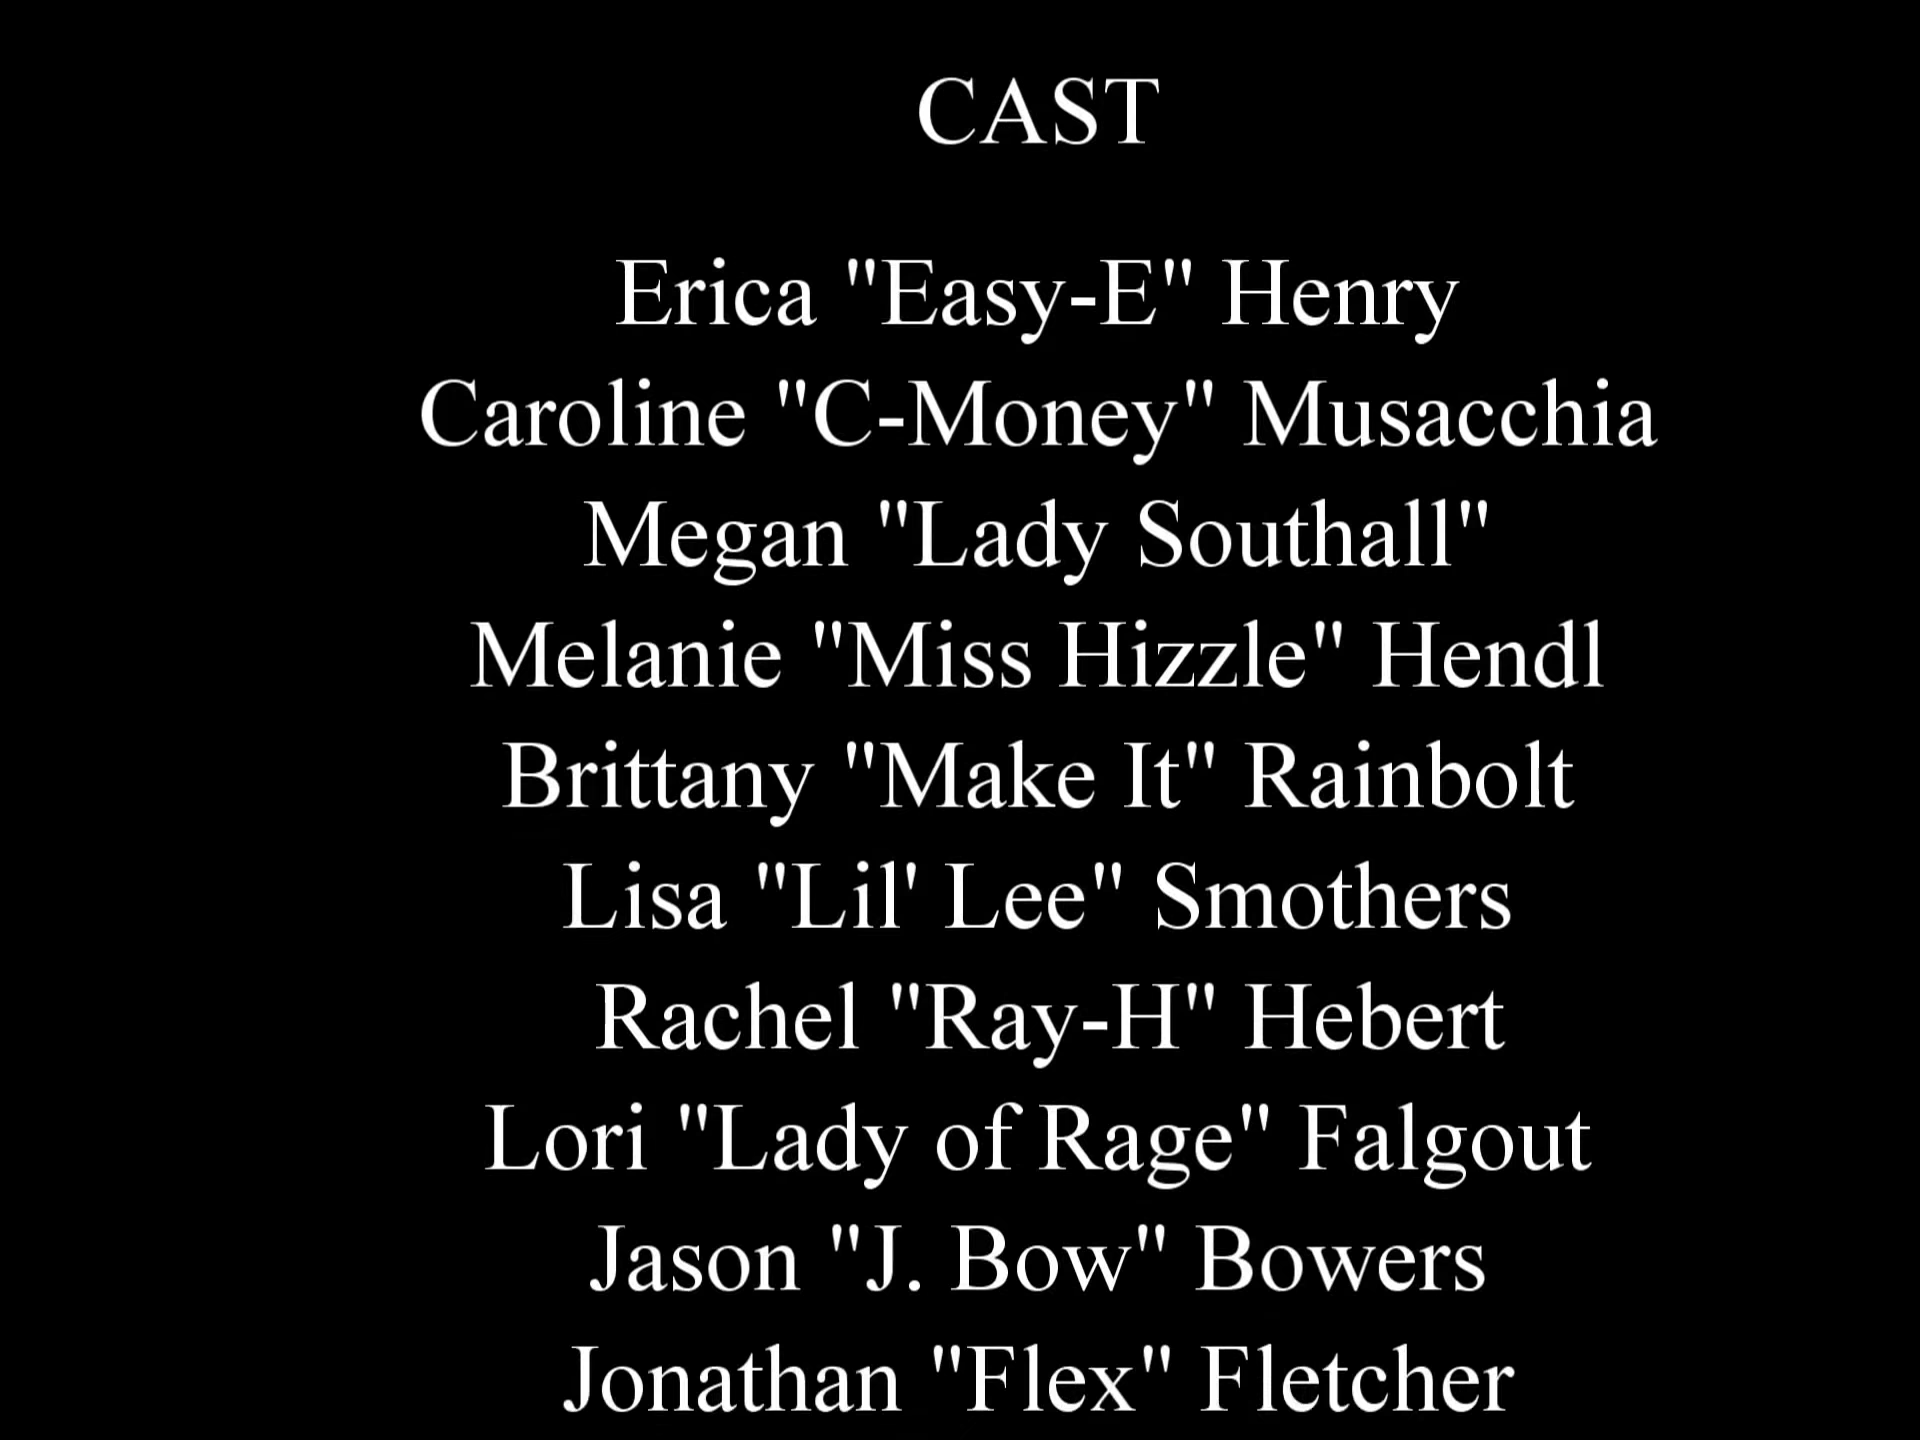 CAST
Erica "Easy-E" Henry
Caroline "C-Money" Musacchia
Megan "Lady Southall"
Melanie "Miss Hizzle" Hendl
Brittany "Make It" Rainbolt
Lisa "Lil' Lee" Smothers
Rachel "Ray-H" Hebert
Lori "Lady of Rage" Falgout
Jason "J. Bow" Bowers
Jonathan "Flex" Fletcher